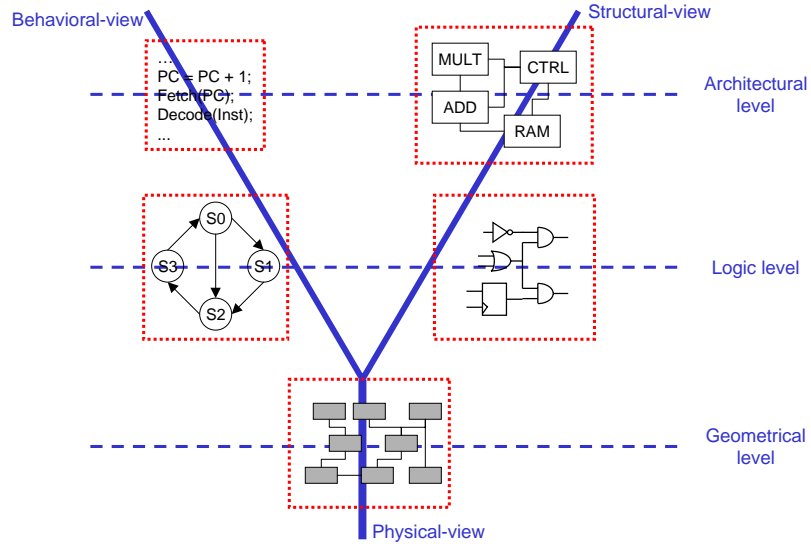 Behavioral-view
Structural-view
...
PC = PC + 1;
Fetch(PC);
Decode(Inst);
...
MULT
CTRL
ADD
RAM
Architectural
level
S0
S3
S1
S2
Logic level
Geometrical
level
Physical-view